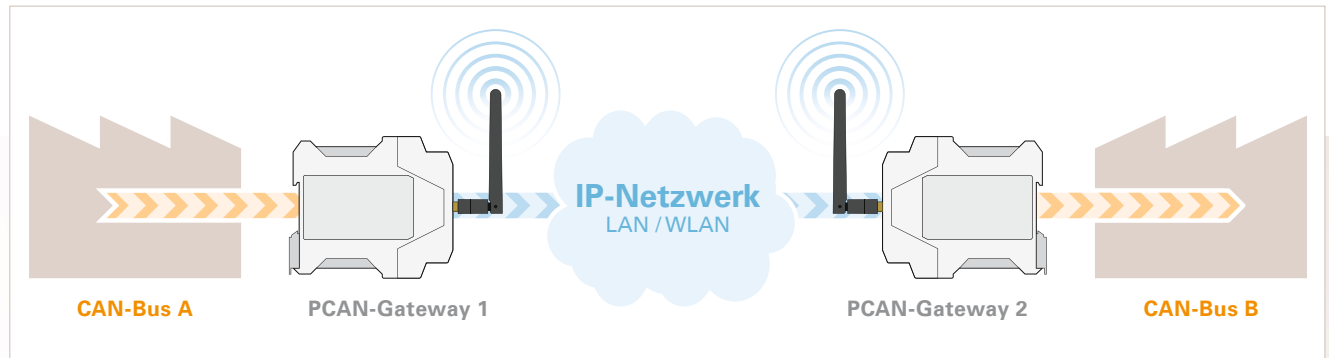 IP-Netzwerk
LAN / WLAN
CAN-Bus A
PCAN-Gateway 1
PCAN-Gateway 2
CAN-Bus B